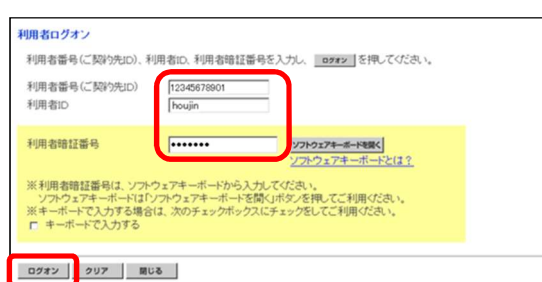 利用者ログオン
利用者番号(ご契約先ID)、利用者ID、利用者暗証番号を入力し、 ログオン を押してください。
利用者番号(ご契約先ID) 12345678901
利用者ID houjin
利用者暗証番号 ●●●●●●● ソフトウェアキーボードを開く
ソフトウェアキーボードとは?
※利用者暗証番号は、ソフトウェアキーボードから入力してください。
ソフトウェアキーボードは「ソフトウェアキーボードを開く」ボタンを押してご利用ください。
※キーボードで入力する場合は、次のチェックボックスにチェックをしてご利用ください。
キーボードで入力する
ログオン クリア 閉じる